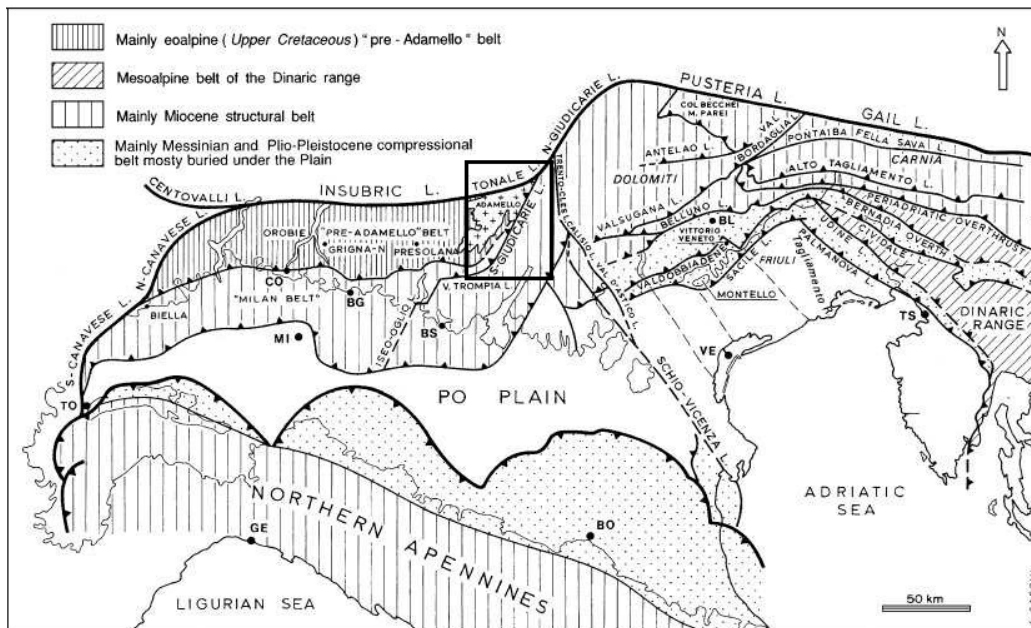 Mainly eoalpine (Upper Cretaceous) "pre - Adamello" belt
Mesoalpine belt of the Dinaric range
Mainly Miocene structural belt
Mainly Messinian and Plio-Pleistocene compressional
belt mosty buried under the Plain
N
PUSTERIA L.
GAIL L.
COL BECCHEI
M. PAREI
VAL
BORDAGLIA L.
PONTAIBA
FELLA SAVA L.
CARNIA
ANTELAO L.
DOLOMITI
ALTO TAGLIAMENTO L.
PERIADRIATIC OVERTHRUST
VALSUGANA L.
BELLUNO L.
BL
VITTORIO
VENETO
BERNADIA OVERTH.
CIVIDALE L.
UDINE L.
PALMANOVA L.
VALDOBBIADENE
SACILE L.
FRIULI
Tagliamento
MONTELLO
TS
DINARIC
RANGE
VE
CENTOVALLI L.
INSUBRIC L.
TONALE L.
N-GIUDICARIE L.
ADAMELLO
S-GIUDICARIE L.
TRENTO-CLES L.
CALISIO L.
VAL D'ASTICO L.
N-CANAVESE L.
OROBIE
"PRE-ADAMELLO" BELT
GRIGNA-N
PRESOLANA
V. TROMPIA L.
CO
BG
BS
"MILAN BELT"
BIELLA
ISEO-OGLIO
MI
S-CANAVESE L.
TO
PO PLAIN
SCHIO VICENZA L.
ADRIATIC
SEA
NORTHERN APENNINES
GE
BO
LIGURIAN SEA
50 km